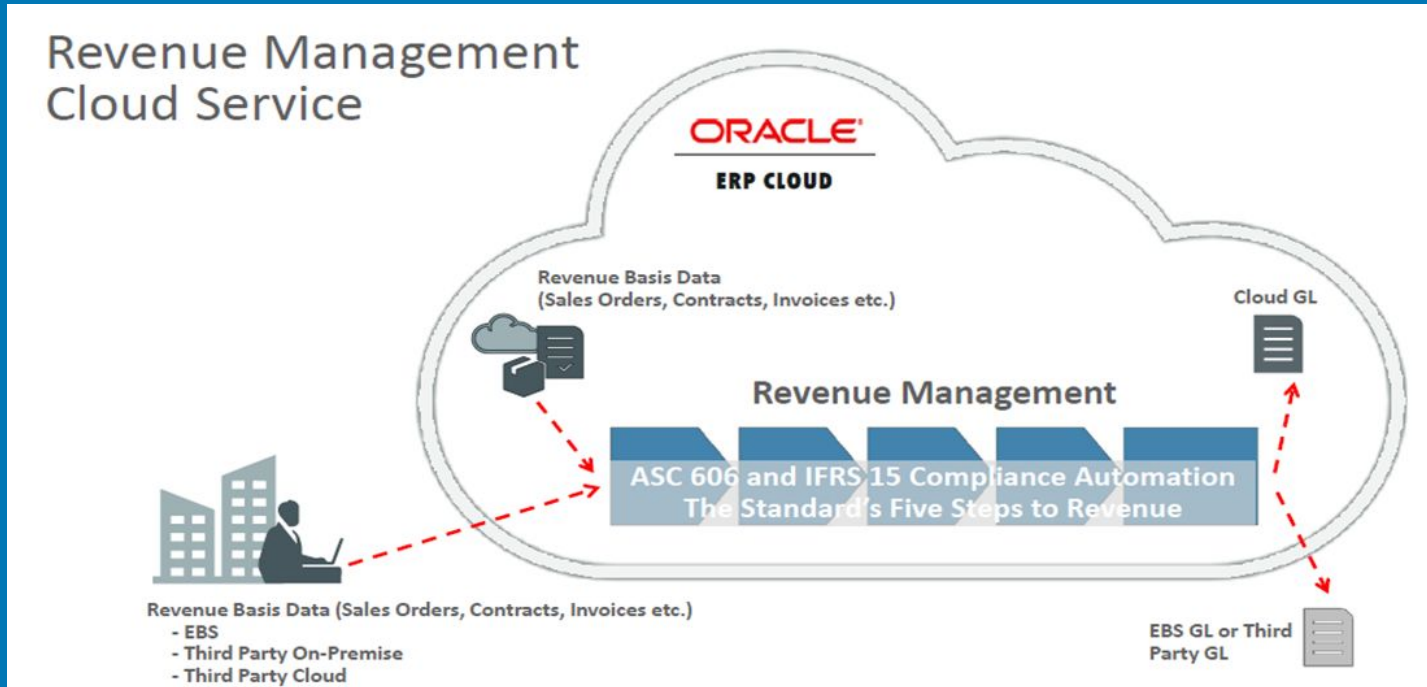 Revenue Management
Cloud Service
ORACLE
ERP CLOUD
Revenue Basis Data
(Sales Orders, Contracts, Invoices etc.)
Cloud GL
Revenue Management
ASC 606 and IFRS 15 Compliance Automation
The Standard's Five Steps to Revenue
Revenue Basis Data (Sales Orders, Contracts, Invoices etc.)
- EBS
- Third Party On-Premise
- Third Party Cloud
EBS GL or Third
Party GL